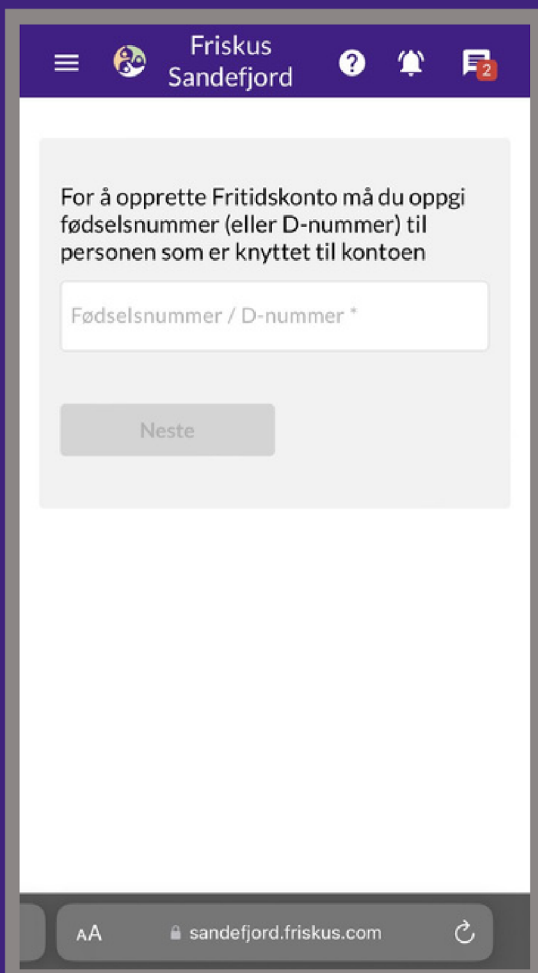 Friskus
Sandefjord
2
For å opprette Fritidskonto må du oppgi
fødselsnummer (eller D-nummer) til
personen som er knyttet til kontoen
Fødselsnummer / D-nummer *
Neste
AA
sandefjord.friskus.com